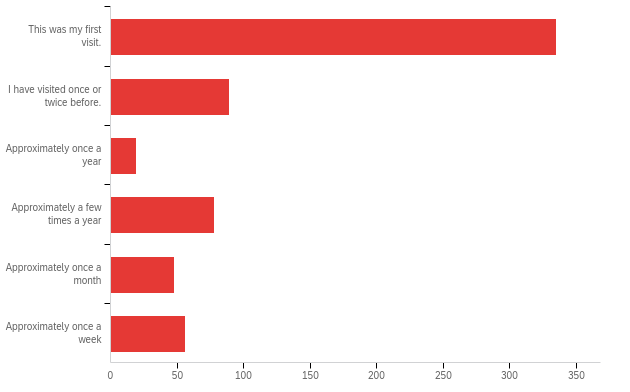 This was my first
visit.
I have visited once or
twice before.
Approximately once a
year
Approximately a few
times a year
Approximately once a
month
Approximately once a
week
0 50 100 150 200 250 300 350